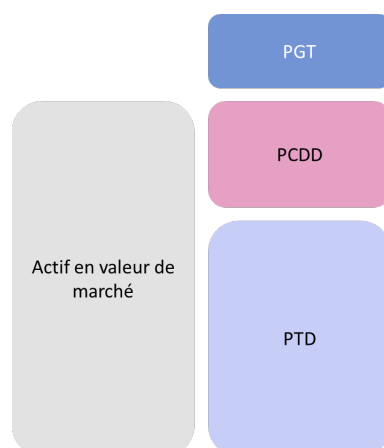 PGT
PCDD
Actif en valeur de
marché
PTD